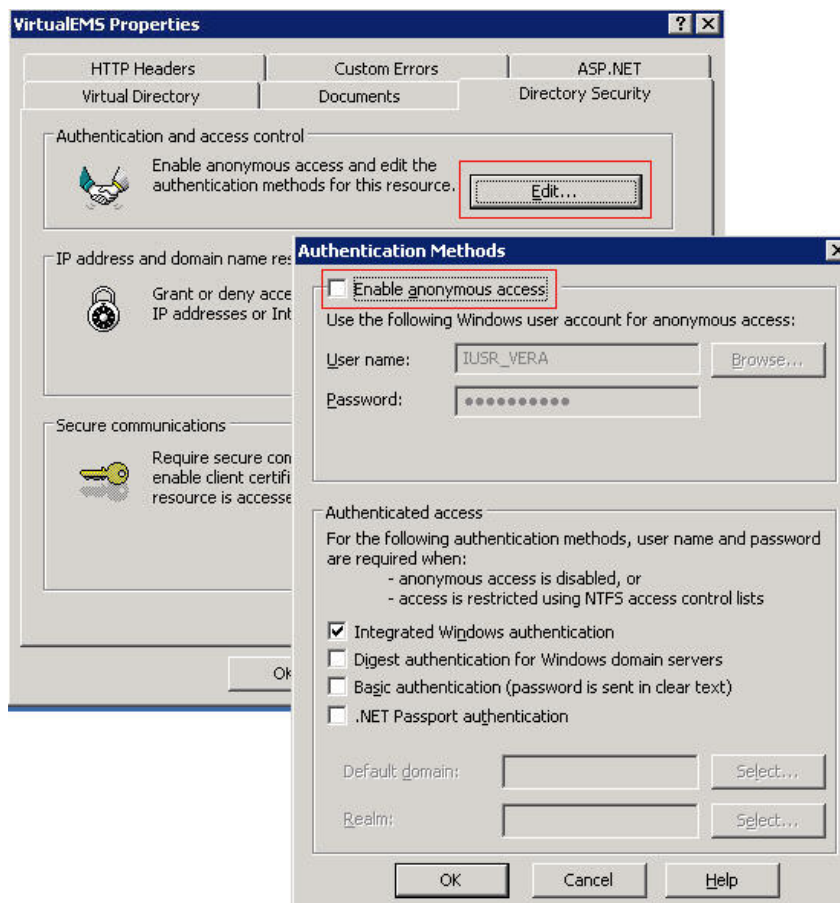 VirtualEMS Properties
HTTP Headers
Custom Errors
ASP.NET
Virtual Directory
Documents
Directory Security
Authentication and access control
Enable anonymous access and edit the
authentication methods for this resource.
Edit...
IP address and domain name
Grant or deny
IP addresses or
Secure communications
Require secure
enable client
resource is
OK
Authentication Methods
Enable anonymous access
Use the following Windows user account for anonymous access:
User name:
IUSR_VERA
Browse...
Password:
Authenticated access
For the following authentication methods, user name and password
are required when:
- anonymous access is disabled, or
- access is restricted using NTFS access control lists
Integrated Windows authentication
Digest authentication for Windows domain servers
Basic authentication (password is sent in clear text)
.NET Passport authentication
Default domain:
Select...
Realm:
Select...
OK
Cancel
Help